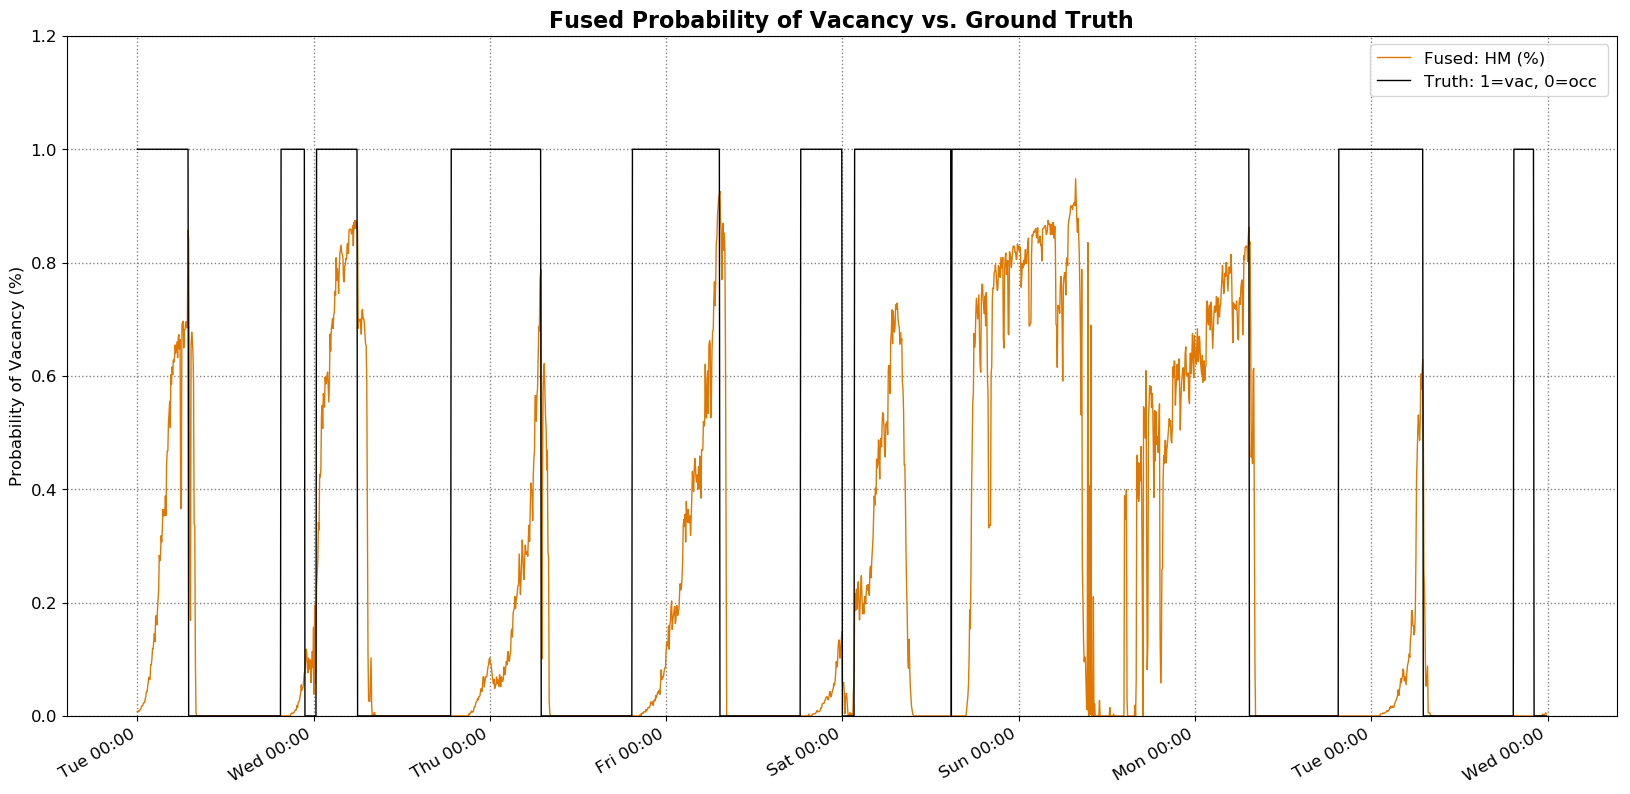 Fused Probability of Vacancy vs. Ground Truth
Fused: HM (%)
Truth: 1=vac, 0=occ
Probabiity of Vacancy (%)
1.2
1.0
0.8
0.6
0.4
0.2
0.0
Tue 00:00
Wed 00:00
Thu 00:00
Fri 00:00
Sat 00:00
Sun 00:00
Mon 00:00
Tue 00:00
Wed 00:00